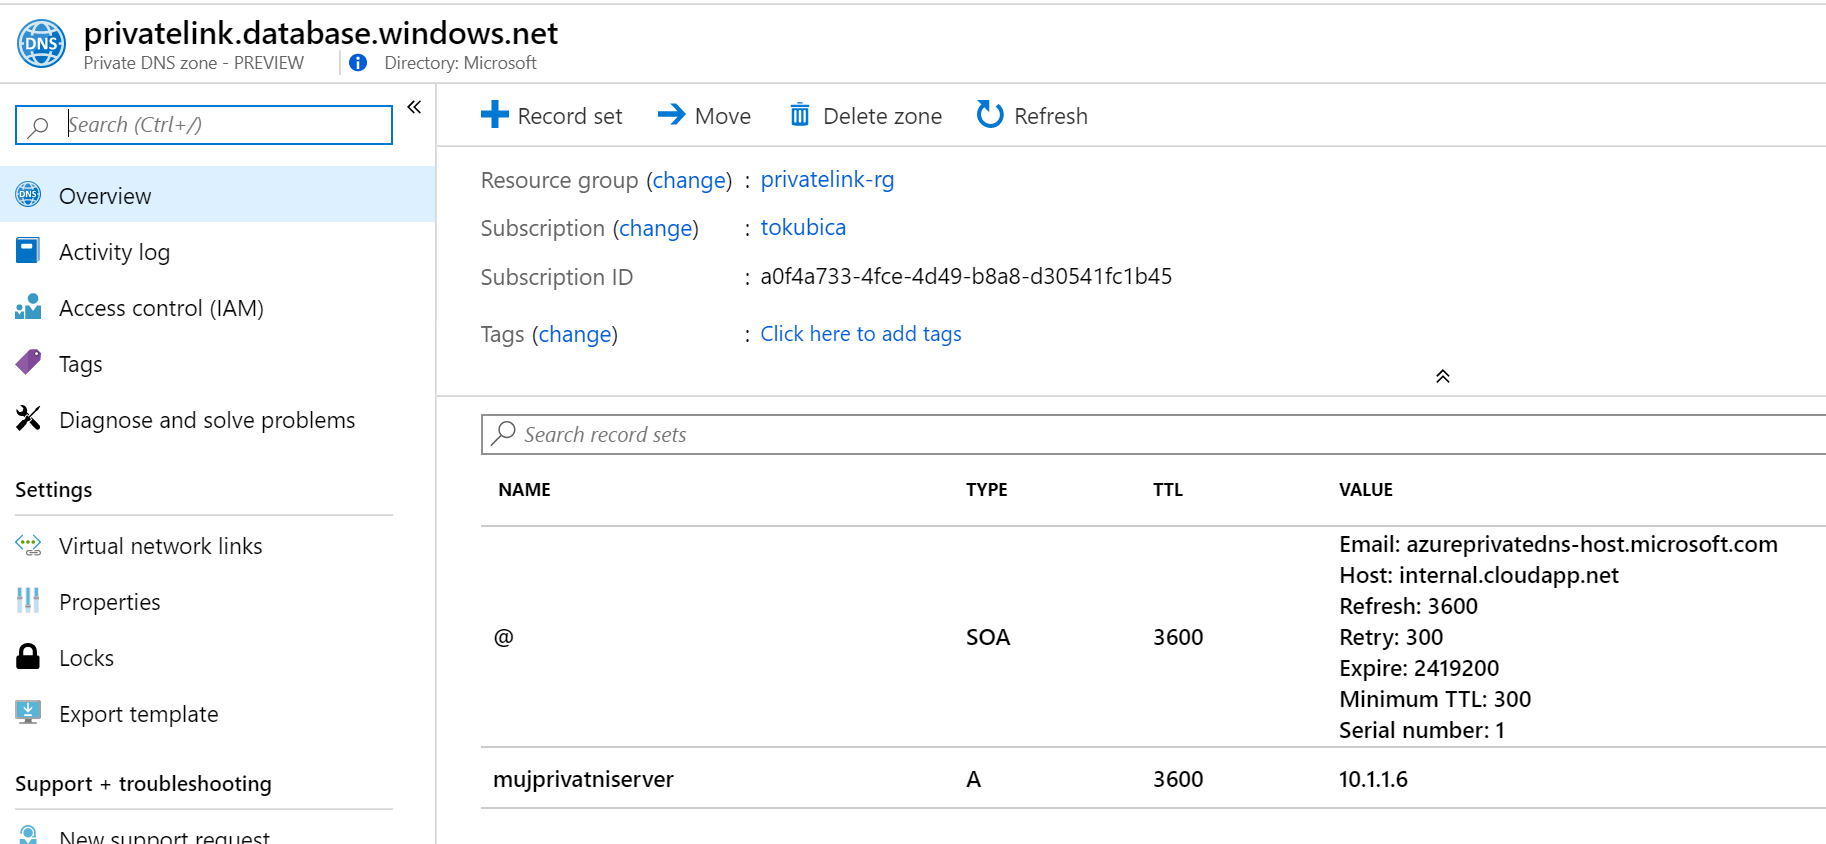 privatelink.database.windows.net
Private DNS zone - PREVIEW
Directory: Microsoft
Search (Ctrl+/)
Overview
Activity log
Access control (IAM)
Tags
Diagnose and solve problems
Settings
Virtual network links
Properties
Locks
Export template
Support + troubleshooting
New support request
Record set Move Delete zone Refresh
Resource group (change) : privatelink-rg
Subscription (change) : tokubica
Subscription ID : a0f4a733-4fce-4d49-b8a8-d30541fc1b45
Tags (change) : Click here to add tags
Search record sets
NAME TYPE TTL VALUE
@ SOA 3600
Email: azureprivatedns-host.microsoft.com
Host: internal.cloudapp.net
Refresh: 3600
Retry: 300
Expire: 2419200
Minimum TTL: 300
Serial number: 1
mujprivatniserver A 3600 10.1.1.6